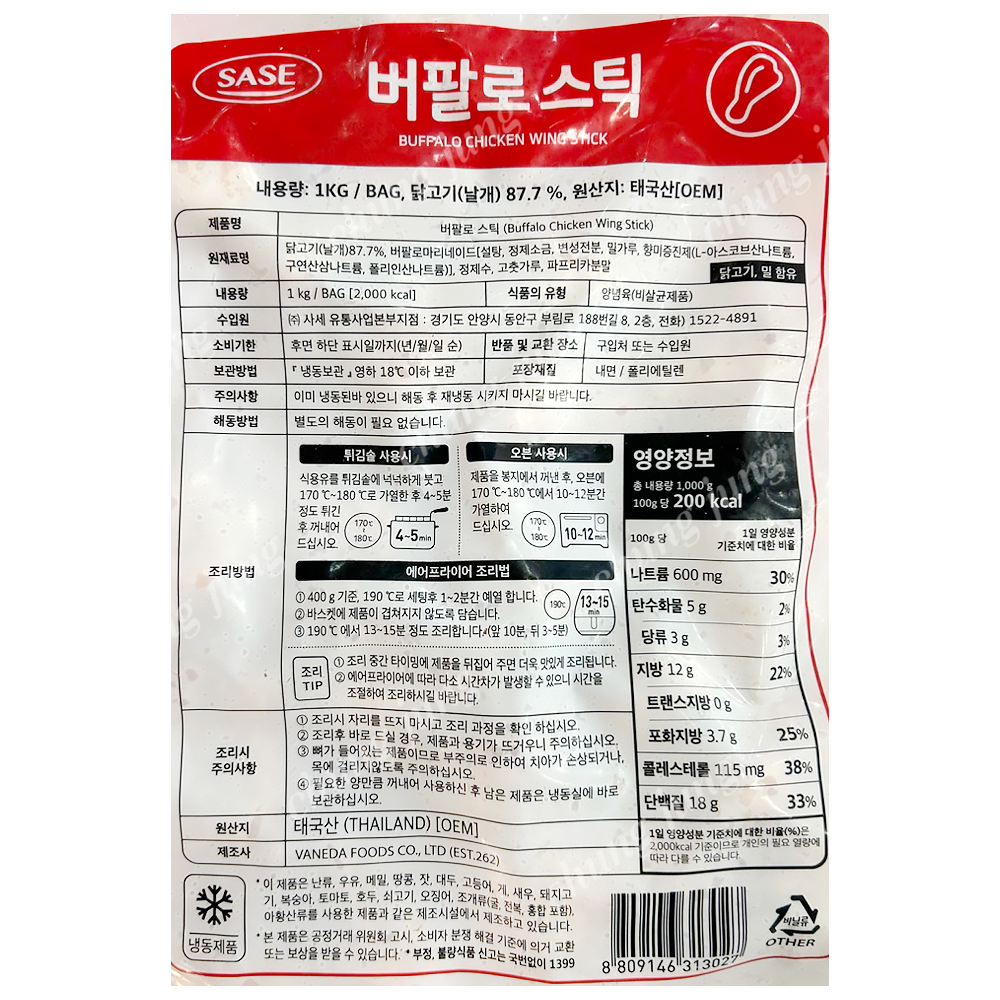 SASE
버팔로 스틱
BUFFALO CHICKEN WING STICK
내용량: 1KG / BAG, 닭고기(날개) 87.7 %, 원산지: 태국산[OEM]
제품명 버팔로 스틱 (Buffalo Chicken Wing Stick)
원재료명 닭고기(날개)87.7%, 버팔로마리네이드[설탕, 정제소금, 변성전분, 밀가루, 향미증진제(L-아스코브산나트륨,
구연산삼나트륨, 폴리인산나트륨)], 정제수, 고춧가루, 파프리카분말
닭고기, 밀 함유
내용량 1 kg / BAG [2,000 kcal] 식품의 유형 양념육(비살균제품)
수입원 ㈜ 사세 유통사업본부지점 : 경기도 안양시 동안구 부림로 188번길 8, 2층, 전화) 1522-4891
소비기한 후면 하단 표시일까지(년/월/일 순) 반품 및 교환 장소 구입처 또는 수입원
보관방법 『냉동보관』영하 18℃ 이하 보관 포장재질 내면 / 폴리에틸렌
주의사항 이미 냉동된바 있으니 해동 후 재냉동 시키지 마시길 바랍니다.
해동방법 별도의 해동이 필요 없습니다.
조리방법
튀김솥 사용시
식용유를 튀김솥에 넉넉하게 붓고
170 ℃~180 ℃로 가열한 후 4~5분
정도 튀긴
후 꺼내어
드십시오.
170℃
~
180℃
4~5min
오븐 사용시
제품을 봉지에서 꺼낸 후, 오븐에
170 ℃~180 ℃에서 10~12분간
가열하여
드십시오.
170℃
~
180℃
10~12min
에어프라이어 조리법
① 400 g 기준, 190 ℃로 세팅후 1~2분간 예열 합니다.
② 바스켓에 제품이 겹쳐지지 않도록 담습니다.
③ 190 ℃ 에서 13~15분 정도 조리합니다.(앞 10분, 뒤 3~5분)
190℃
13~15
min
조리
TIP
① 조리 중간 타이밍에 제품을 뒤집어 주면 더욱 맛있게 조리됩니다.
② 에어프라이어에 따라 다소 시간차가 발생할 수 있으니 시간을
조절하여 조리하시길 바랍니다.
조리시
주의사항
① 조리시 자리를 뜨지 마시고 조리 과정을 확인 하십시오.
② 조리후 바로 드실 경우, 제품과 용기가 뜨거우니 주의하십시오.
③ 뼈가 들어있는 제품이므로 부주의로 인하여 치아가 손상되거나,
목에 걸리지않도록 주의하십시오.
④ 필요한 양만큼 꺼내어 사용하신 후 남은 제품은 냉동실에 바로
보관하십시오.
원산지 태국산 (THAILAND) [OEM]
제조사 VANEDA FOODS CO., LTD (EST.262)
영양정보
총 내용량 1,000 g
100g 당 200 kcal
100g 당 1일 영양성분
기준치에 대한 비율
나트륨 600 mg 30%
탄수화물 5 g 2%
당류 3 g 3%
지방 12 g 22%
트랜스지방 0 g
포화지방 3.7 g 25%
콜레스테롤 115 mg 38%
단백질 18 g 33%
1일 영양성분 기준치에 대한 비율(%)은
2,000kcal 기준이므로 개인의 필요 열량에
따라 다를 수 있습니다.
냉동제품
* 이 제품은 난류, 우유, 메밀, 땅콩, 잣, 대두, 고등어, 게, 새우, 돼지고
기, 복숭아, 토마토, 호두, 쇠고기, 오징어, 조개류(굴, 전복, 홍합 포함),
아황산류를 사용한 제품과 같은 제조시설에서 제조하고 있습니다.
* 본 제품은 공정거래 위원회 고시, 소비자 분쟁 해결 기준에 의거 교환
또는 보상을 받을 수 있습니다. * 부정, 불량식품 신고는 국번없이 1399
8 809146 313027
비닐류
OTHER
jung jung